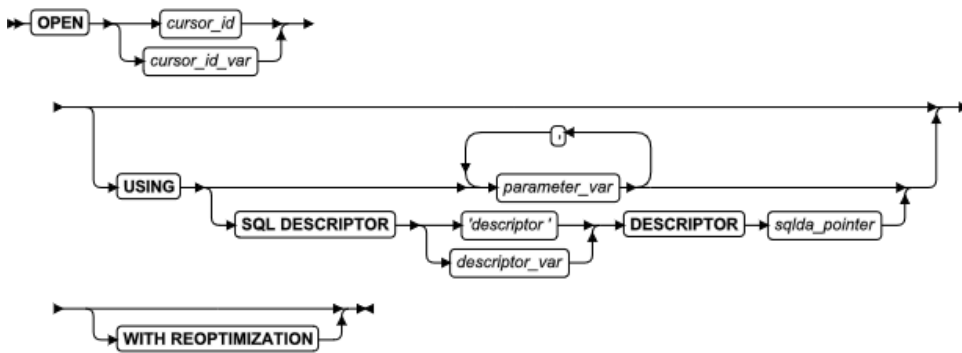 OPEN cursor_id
cursor_id_var
,
USING parameter_var
SQL DESCRIPTOR 'descriptor ' DESCRIPTOR sqlda_pointer
descriptor_var
WITH REOPTIMIZATION